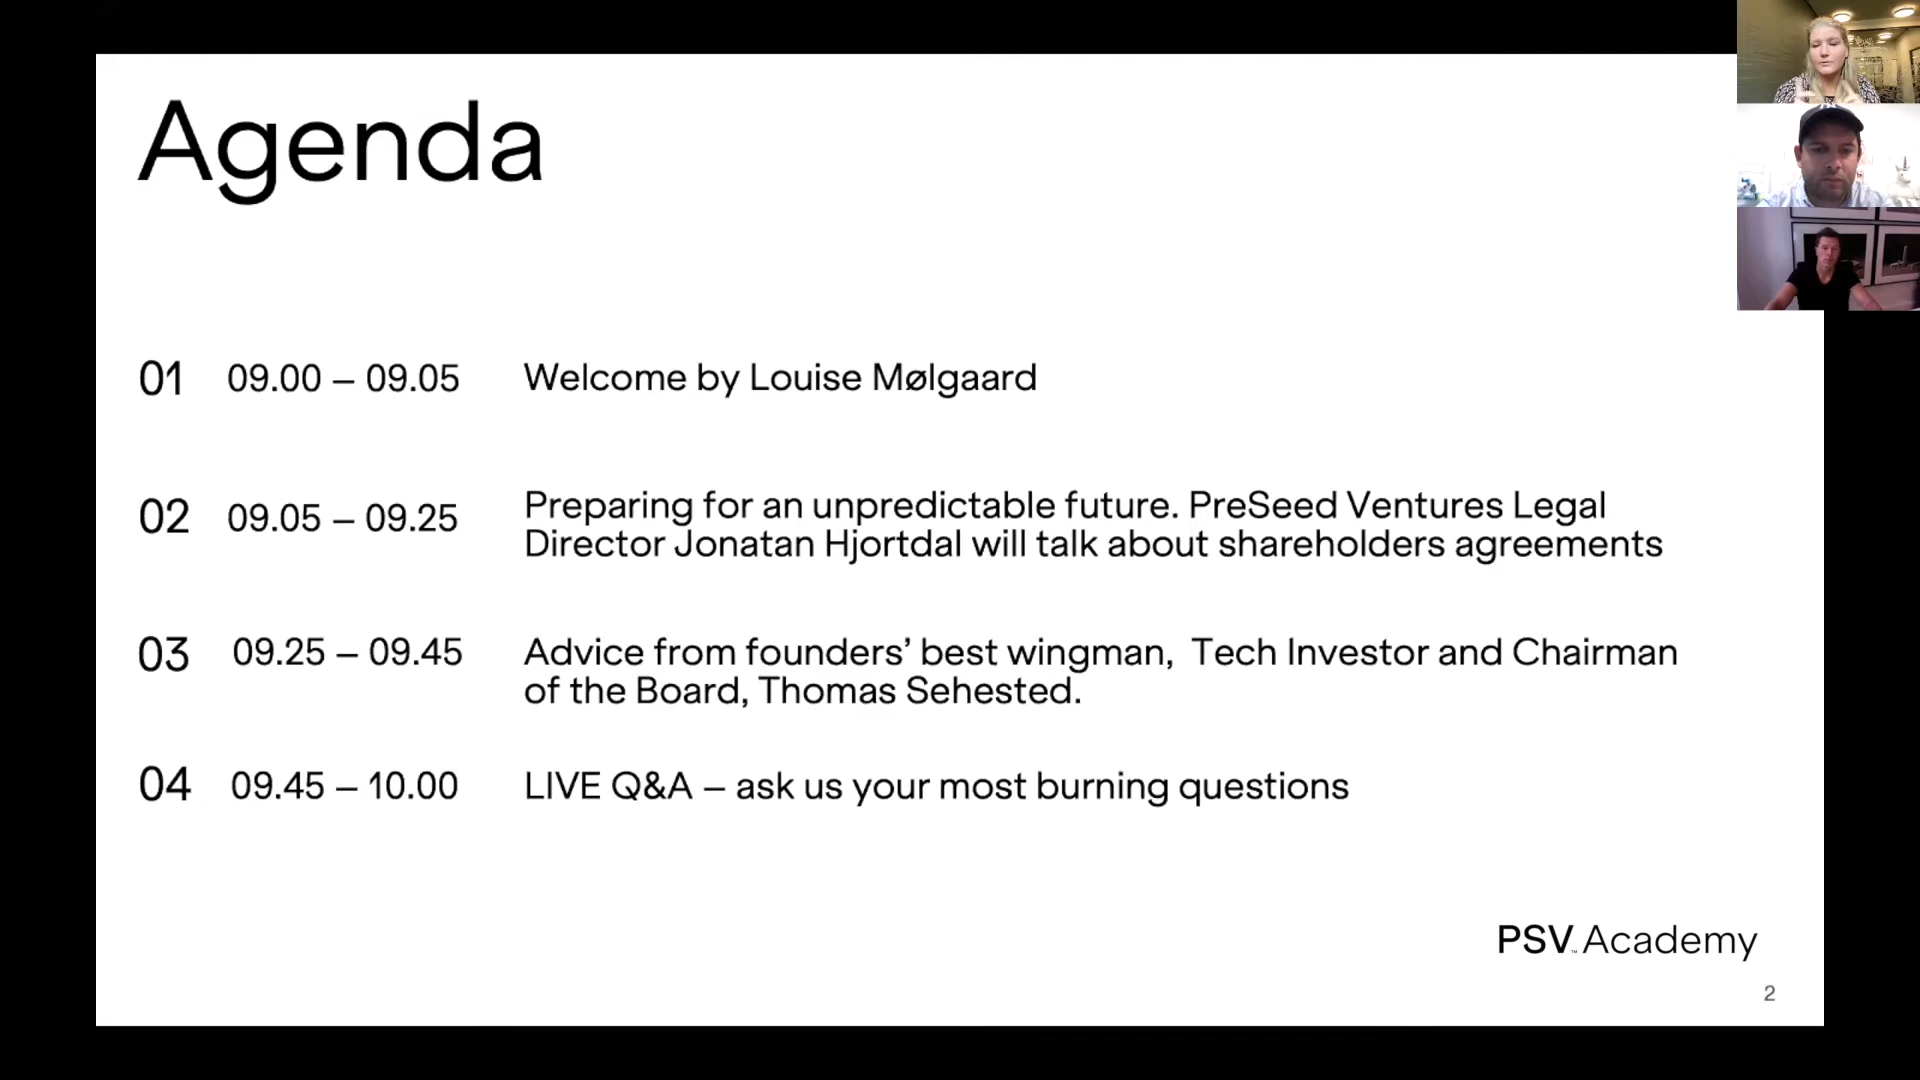 Agenda
01 09.00 – 09.05 Welcome by Louise Mølgaard
02 09.05 – 09.25 Preparing for an unpredictable future. PreSeed Ventures Legal
Director Jonatan Hjortdal will talk about shareholders agreements
03 09.25 – 09.45 Advice from founders’ best wingman, Tech Investor and Chairman
of the Board, Thomas Sehested.
04 09.45 – 10.00 LIVE Q&A – ask us your most burning questions
PSV™ Academy
2